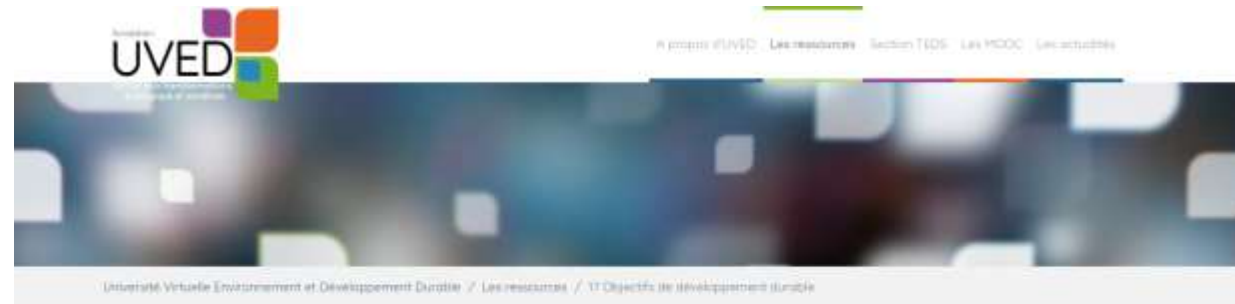 fondation
UVED
A propos d'UVED Les ressources Section TEDS Les MOOC Les actualités
Université Virtuelle Environnement et Développement Durable / Les ressources / 17 Objectifs de développement durable